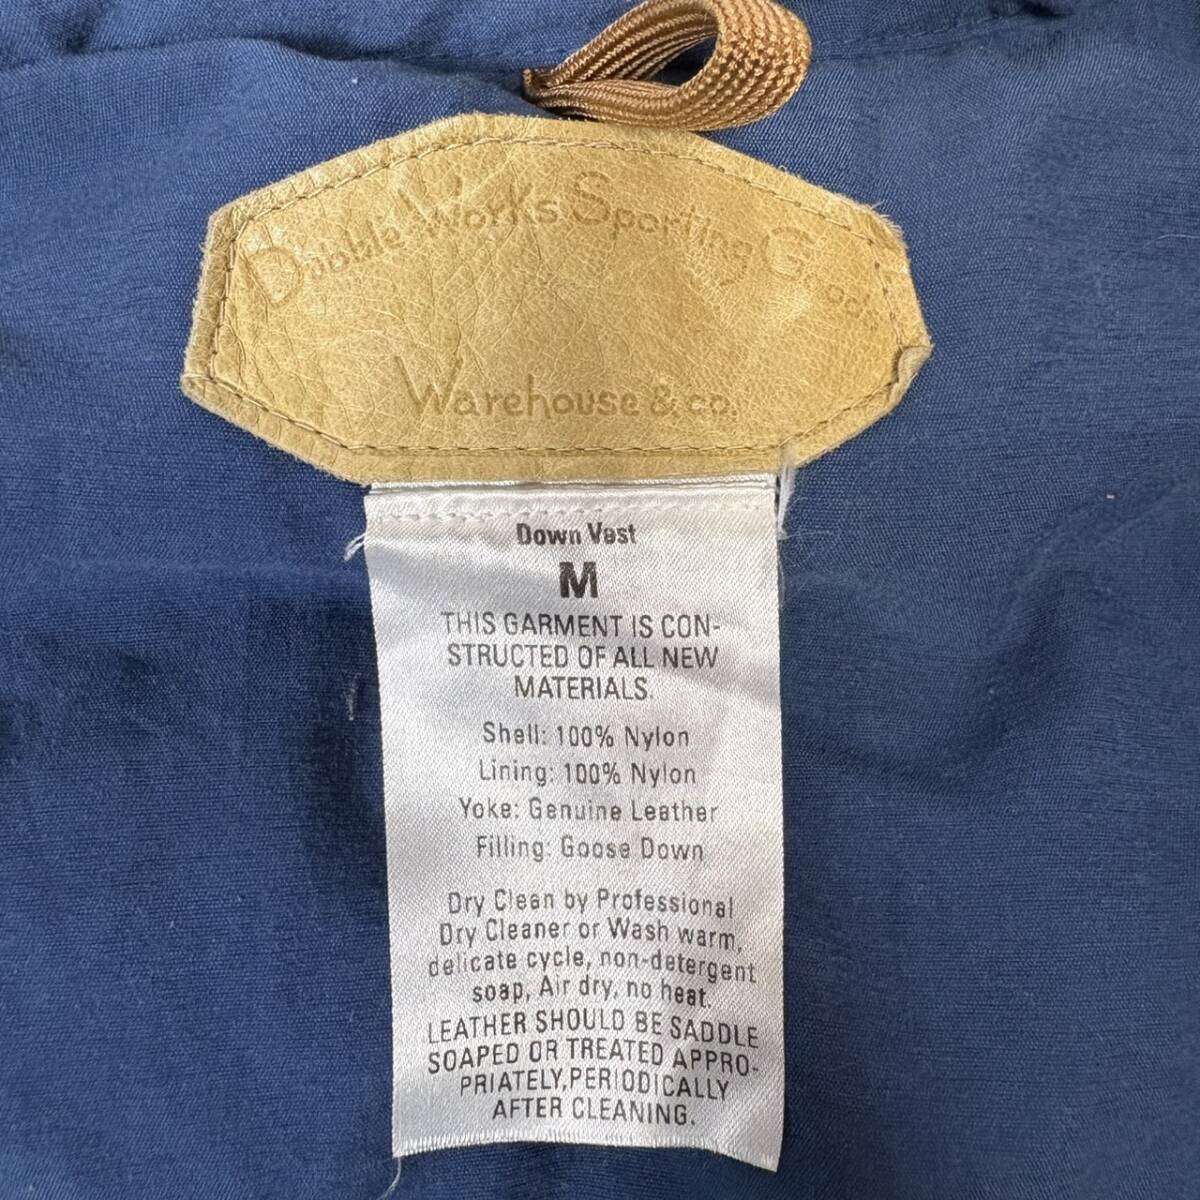 Dubble Works Sporting Goods
Warehouse & co.
Down Vest
M
THIS GARMENT IS CON-
STRUCTED OF ALL NEW
MATERIALS.
Shell: 100% Nylon
Lining: 100% Nylon
Yoke: Genuine Leather
Filling: Goose Down
Dry Clean by Professional
Dry Cleaner or Wash warm,
delicate cycle, non-detergent
soap, Air dry, no heat.
LEATHER SHOULD BE SADDLE
SOAPED OR TREATED APPRO-
PRIATELY, PERIODICALLY
AFTER CLEANING.